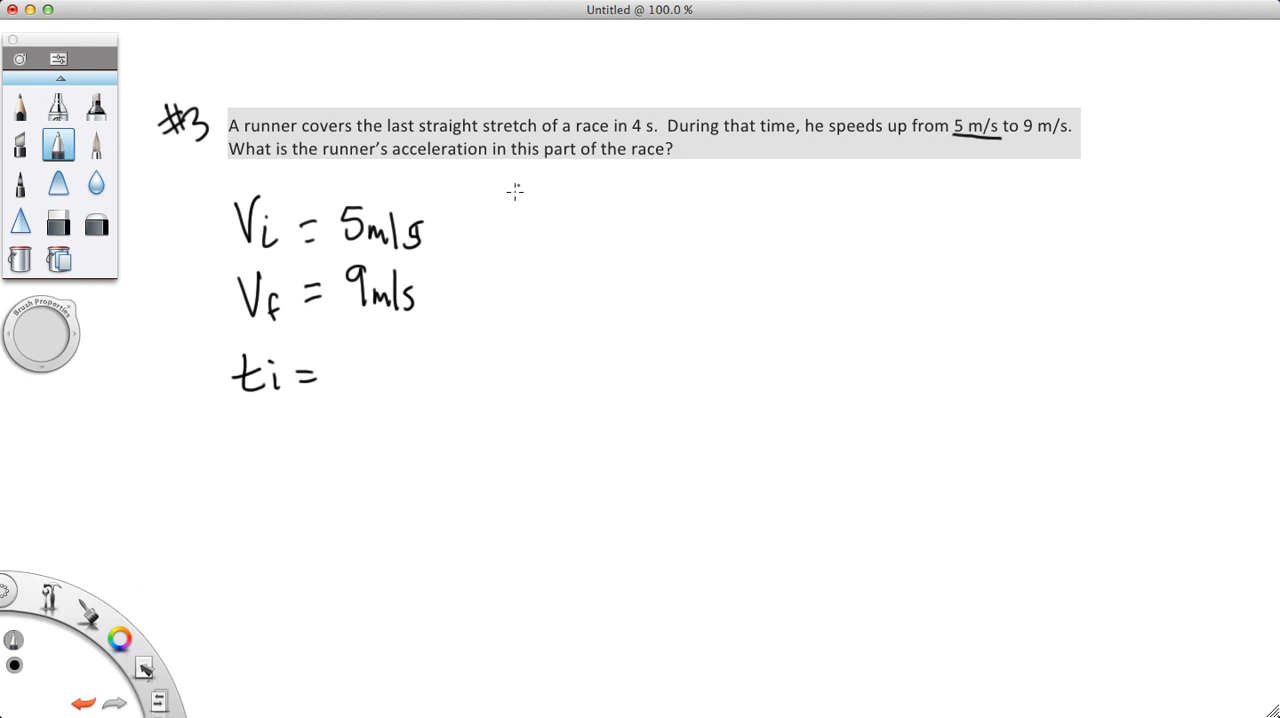 Untitled @ 100.0 %
#3 A runner covers the last straight stretch of a race in 4 s. During that time, he speeds up from 5 m/s to 9 m/s.
What is the runner's acceleration in this part of the race?
Vi = 5m/s
Vf = 9m/s
ti =
Brush Properties